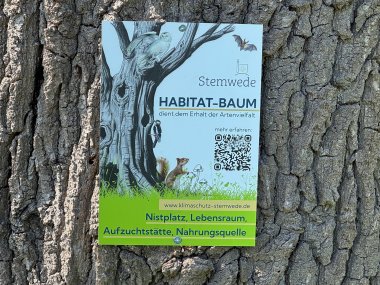 Stemwede
HABITAT-BAUM
dient dem Erhalt der Artenvielfalt
mehr erfahren:
www.klimaschutz-stemwede.de
Nistplatz, Lebensraum,
Aufzuchtstätte, Nahrungsquelle